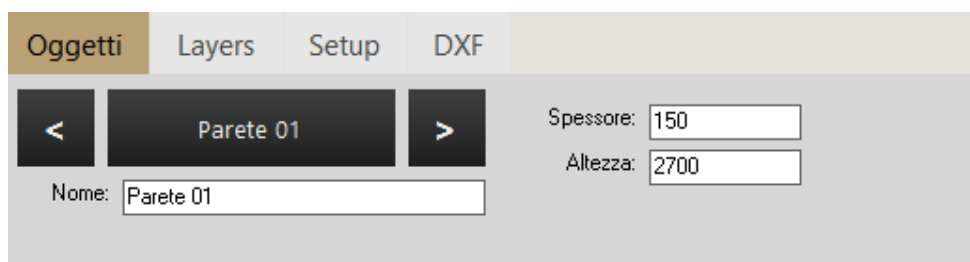 Oggetti Layers Setup DXF
< Parete 01 >
Spessore: 150
Altezza: 2700
Nome: Parete 01